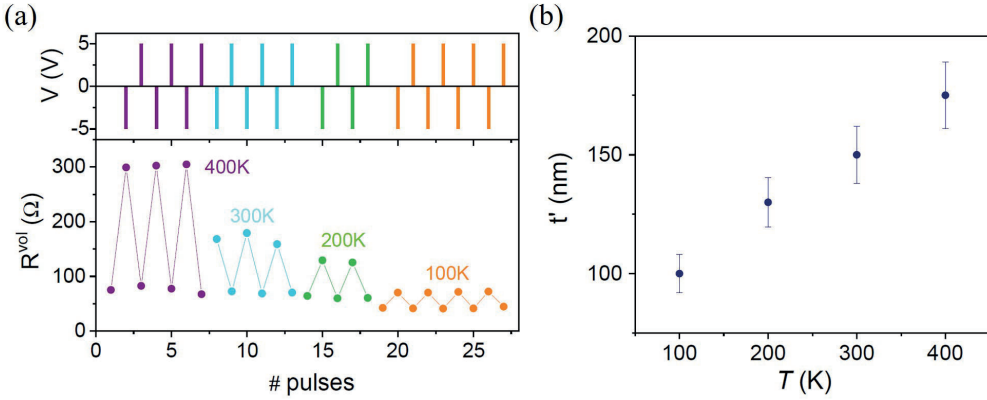 (a)
V (V)
5
0
-5
R^vol (Ω)
300
200
100
0
400K
300K
200K
100K
0 5 10 15 20 25
# pulses
(b)
t' (nm)
200
150
100
100 200 300 400
T (K)